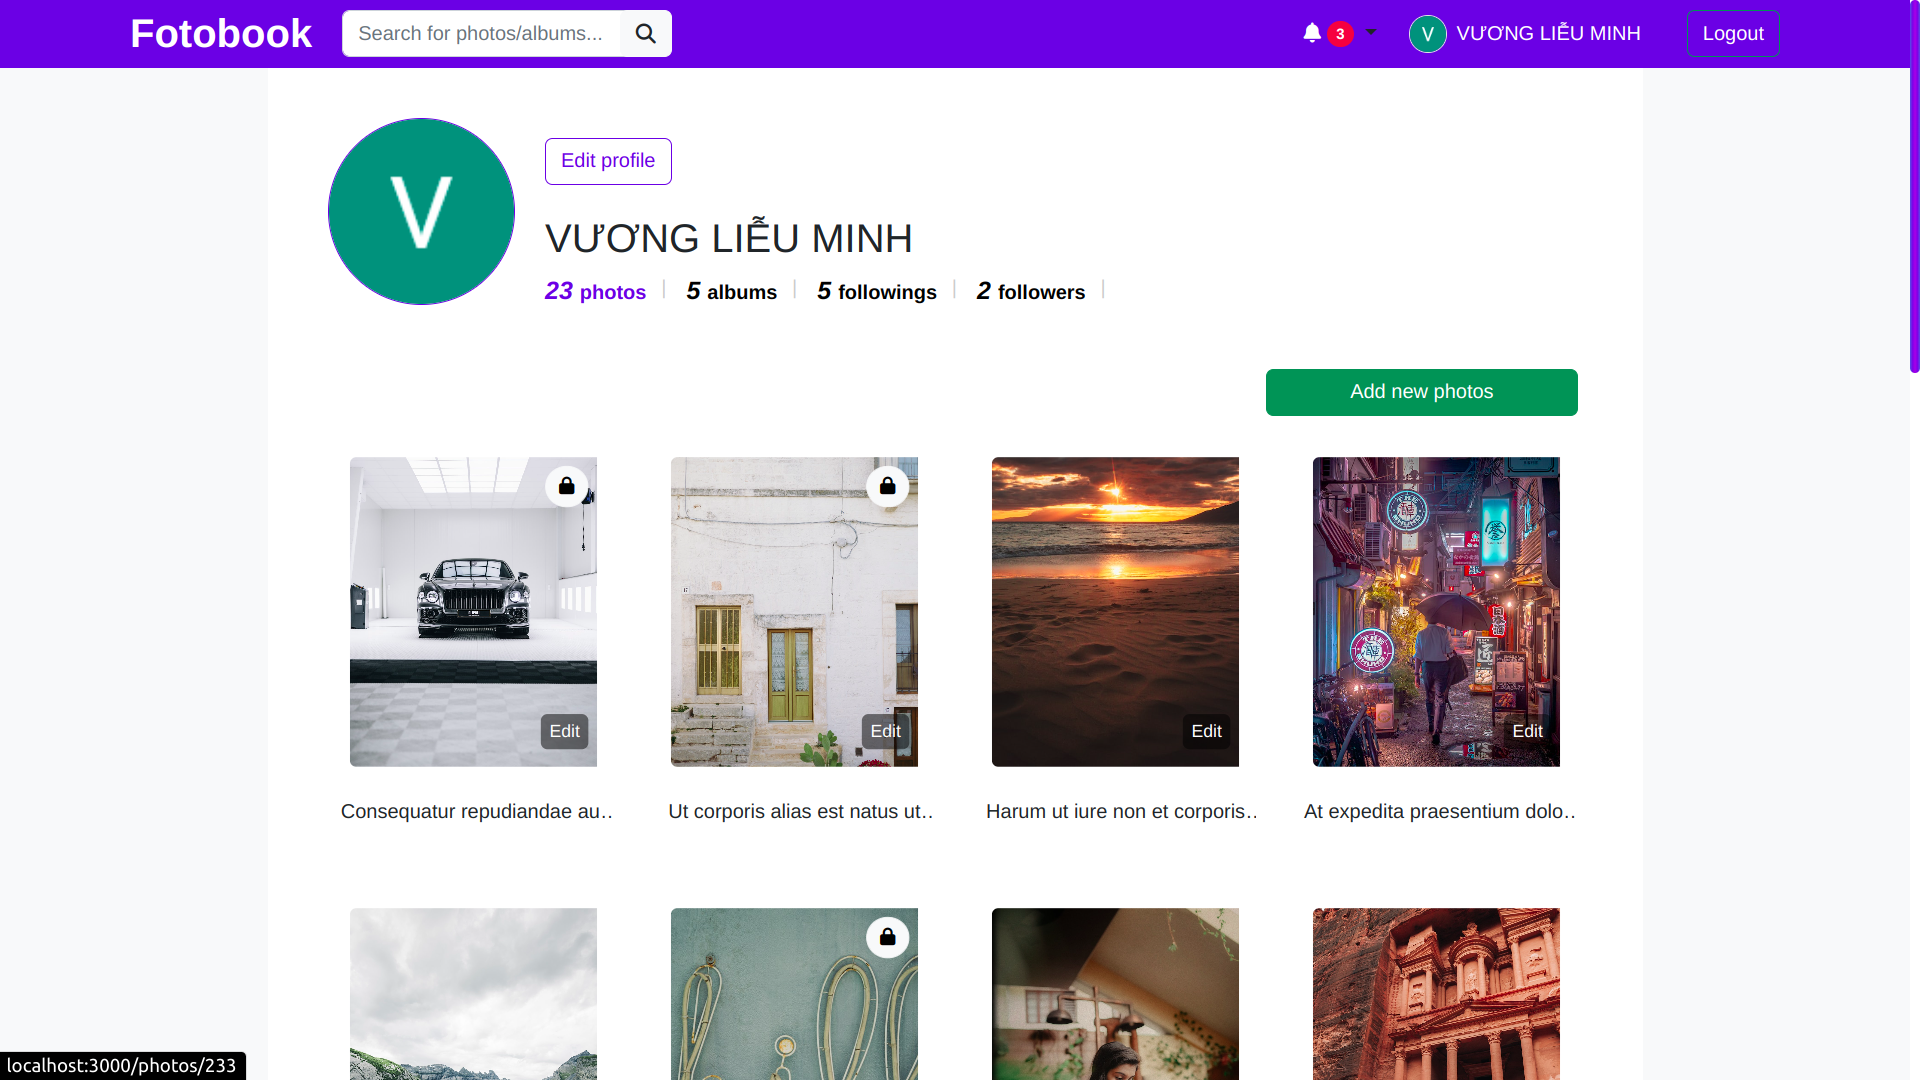 Fotobook
Search for photos/albums...
3
V
VƯƠNG LIỄU MINH
Logout
V
Edit profile
VƯƠNG LIỄU MINH
23 photos
5 albums
5 followings
2 followers
Add new photos
Edit
Edit
Edit
Edit
Consequatur repudiandae au..
Ut corporis alias est natus ut..
Harum ut iure non et corporis..
At expedita praesentium dolo..
localhost:3000/photos/233